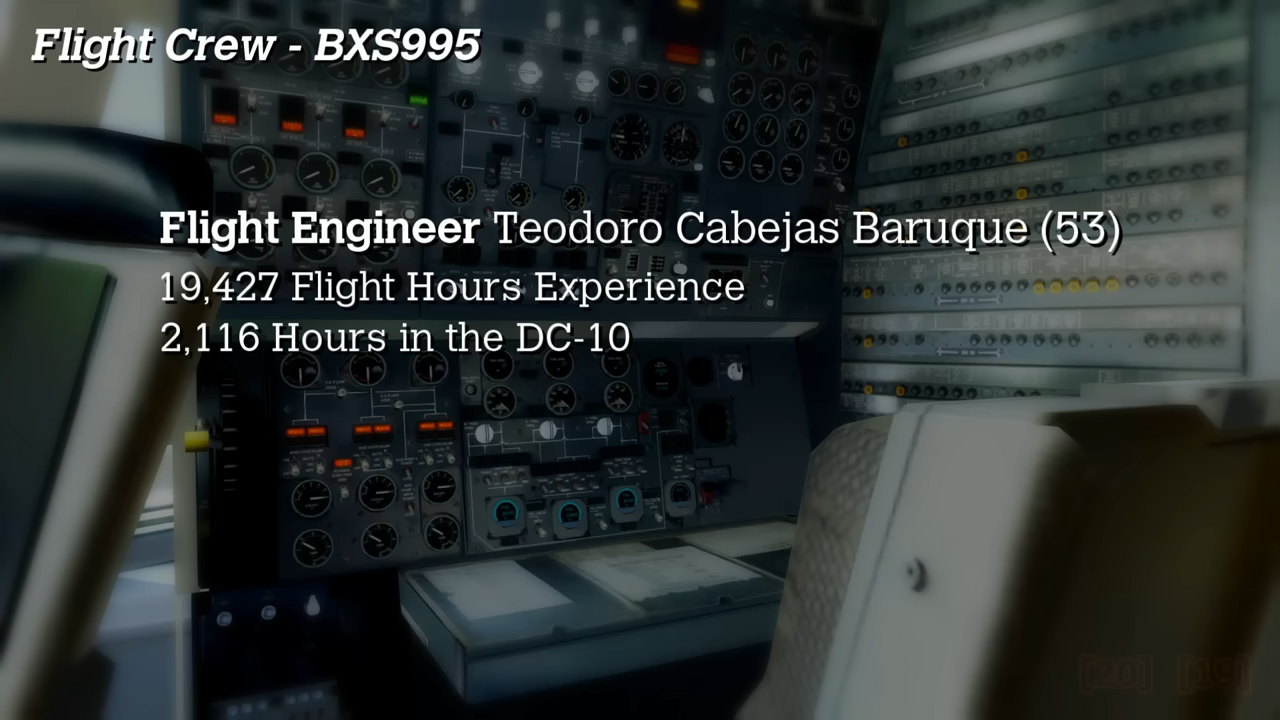 Flight Crew - BXS995
Flight Engineer Teodoro Cabejas Baruque (53)
19,427 Flight Hours Experience
2,116 Hours in the DC-10
[20] [19]